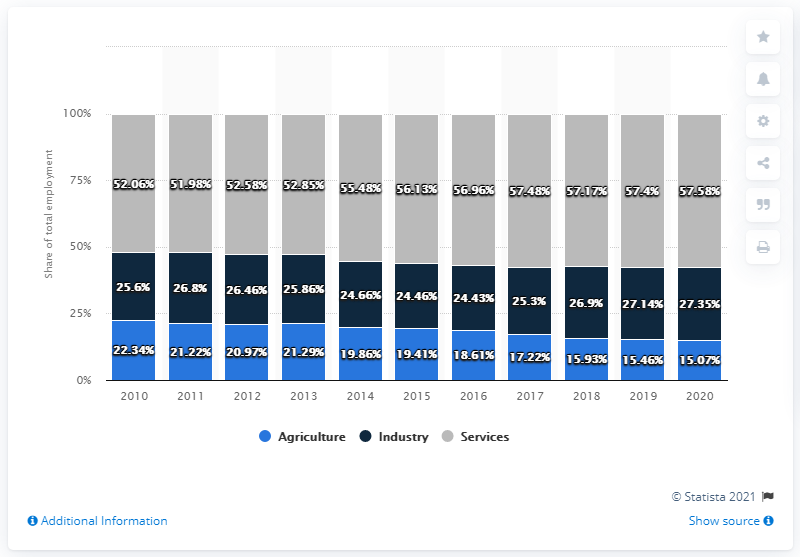 100%
75%
50%
25%
0%
Share of total employment
52.06% 51.98% 52.58% 52.85% 55.48% 56.13% 56.96% 57.48% 57.17% 57.4% 57.58%
25.6% 26.8% 26.46% 25.86% 24.66% 24.46% 24.43% 25.3% 26.9% 27.14% 27.35%
22.34% 21.22% 20.97% 21.29% 19.86% 19.41% 18.61% 17.22% 15.93% 15.46% 15.07%
2010 2011 2012 2013 2014 2015 2016 2017 2018 2019 2020
Agriculture Industry Services
© Statista 2021
Additional Information Show source